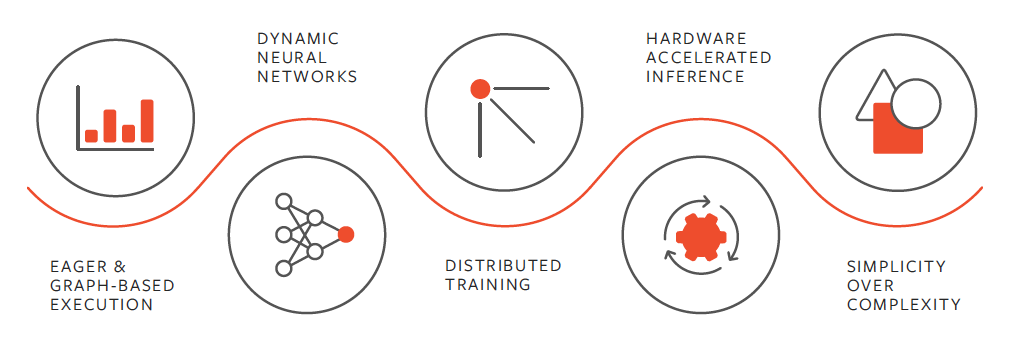 EAGER &
GRAPH-BASED
EXECUTION
DYNAMIC
NEURAL
NETWORKS
DISTRIBUTED
TRAINING
HARDWARE
ACCELERATED
INFERENCE
SIMPLICITY
OVER
COMPLEXITY